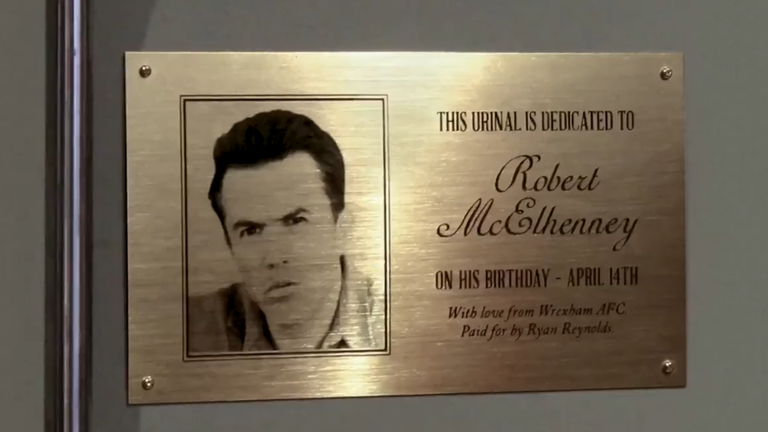 THIS URINAL IS DEDICATED TO
Robert
McElhenney
ON HIS BIRTHDAY - APRIL 14TH
With love from Wrexham AFC.
Paid for by Ryan Reynolds.